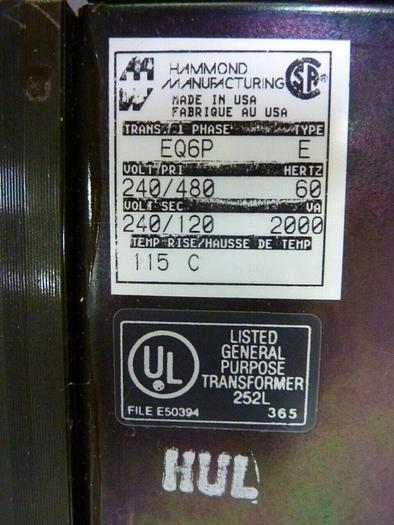 HAMMOND
MANUFACTURING
MADE IN USA
FABRIQUE AU USA
TRANS./1 PHASE TYPE
EQ6P E
VOLT/PRI HERTZ
240/480 60
VOLT SEC VA
240/120 2000
TEMP RISE/HAUSSE DE TEMP
115 C
UL
LISTED
GENERAL
PURPOSE
TRANSFORMER
252L
FILE E50394 365
HUL